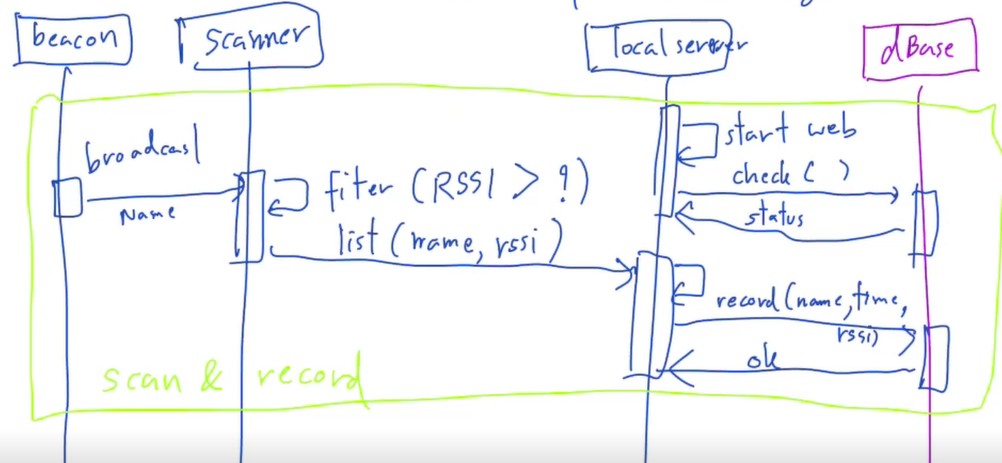 beacon
scanner
local server
dBase
broadcast
Name
fiter (RSSI > ?)
list (name, rssi)
start web
check ( )
status
record (name, time,
rssi)
ok
scan & record